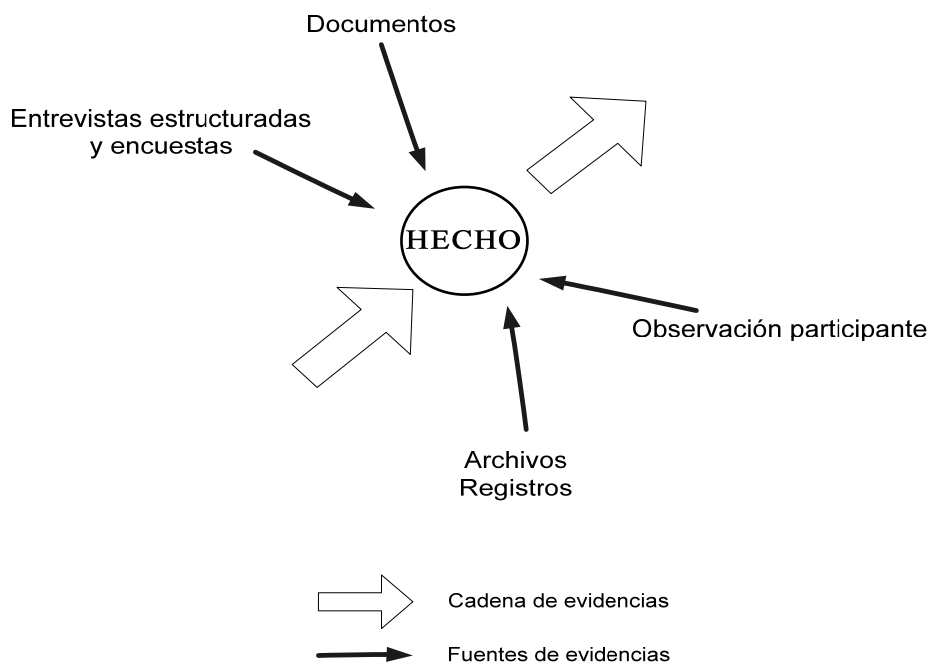 Documentos
Entrevistas estructuradas
y encuestas
HECHO
Observación participante
Archivos
Registros
Cadena de evidencias
Fuentes de evidencias